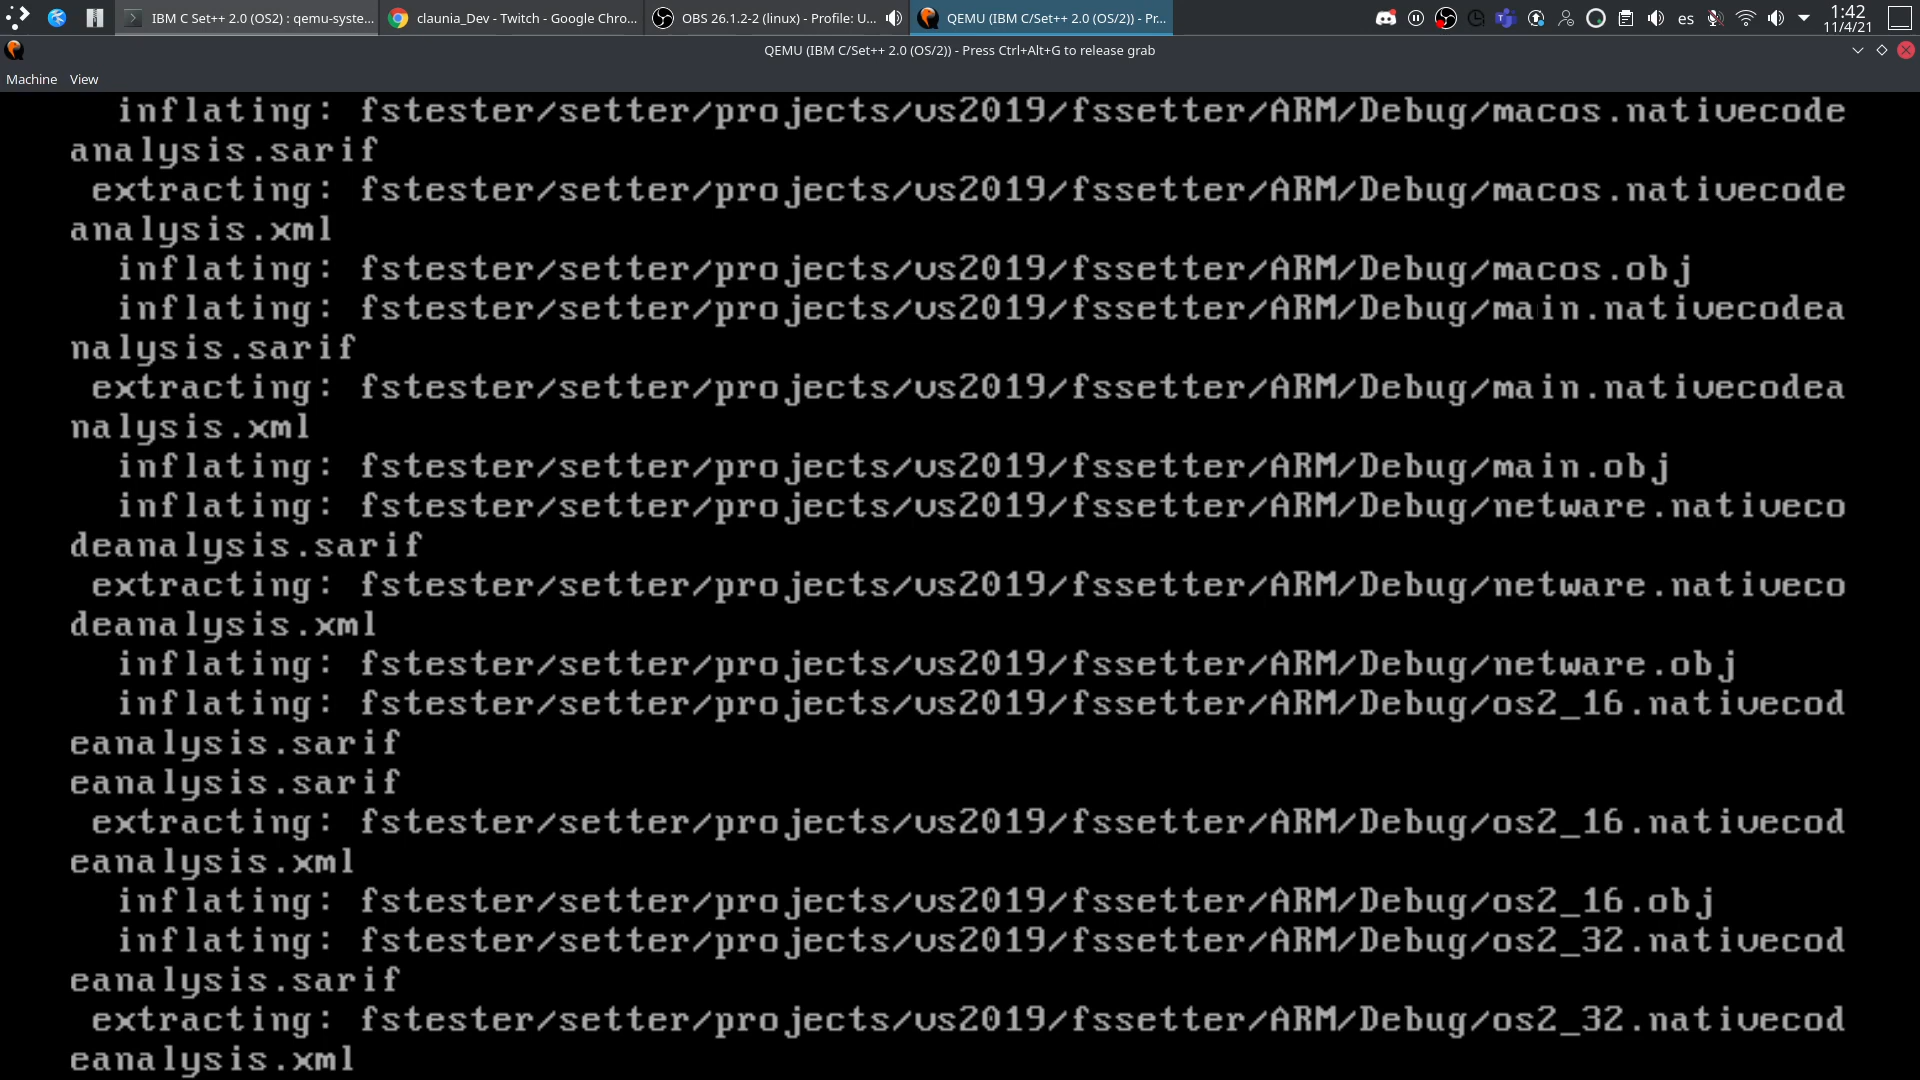 IBM C Set++ 2.0 (OS2) : qemu-syste...
claunia_Dev - Twitch - Google Chro...
OBS 26.1.2-2 (linux) - Profile: U...
QEMU (IBM C/Set++ 2.0 (OS/2)) - Pr...
es
1:42
11/4/21
QEMU (IBM C/Set++ 2.0 (OS/2)) - Press Ctrl+Alt+G to release grab
Machine View
inflating: fstester/setter/projects/vs2019/fssetter/ARM/Debug/macos.nativecode
analysis.sarif
extracting: fstester/setter/projects/vs2019/fssetter/ARM/Debug/macos.nativecode
analysis.xml
inflating: fstester/setter/projects/vs2019/fssetter/ARM/Debug/macos.obj
inflating: fstester/setter/projects/vs2019/fssetter/ARM/Debug/main.nativecodea
nalysis.sarif
extracting: fstester/setter/projects/vs2019/fssetter/ARM/Debug/main.nativecodea
nalysis.xml
inflating: fstester/setter/projects/vs2019/fssetter/ARM/Debug/main.obj
inflating: fstester/setter/projects/vs2019/fssetter/ARM/Debug/netware.nativeco
deanalysis.sarif
extracting: fstester/setter/projects/vs2019/fssetter/ARM/Debug/netware.nativeco
deanalysis.xml
inflating: fstester/setter/projects/vs2019/fssetter/ARM/Debug/netware.obj
inflating: fstester/setter/projects/vs2019/fssetter/ARM/Debug/os2_16.nativecod
eanalysis.sarif
eanalysis.sarif
extracting: fstester/setter/projects/vs2019/fssetter/ARM/Debug/os2_16.nativecod
eanalysis.xml
inflating: fstester/setter/projects/vs2019/fssetter/ARM/Debug/os2_16.obj
inflating: fstester/setter/projects/vs2019/fssetter/ARM/Debug/os2_32.nativecod
eanalysis.sarif
extracting: fstester/setter/projects/vs2019/fssetter/ARM/Debug/os2_32.nativecod
eanalysis.xml